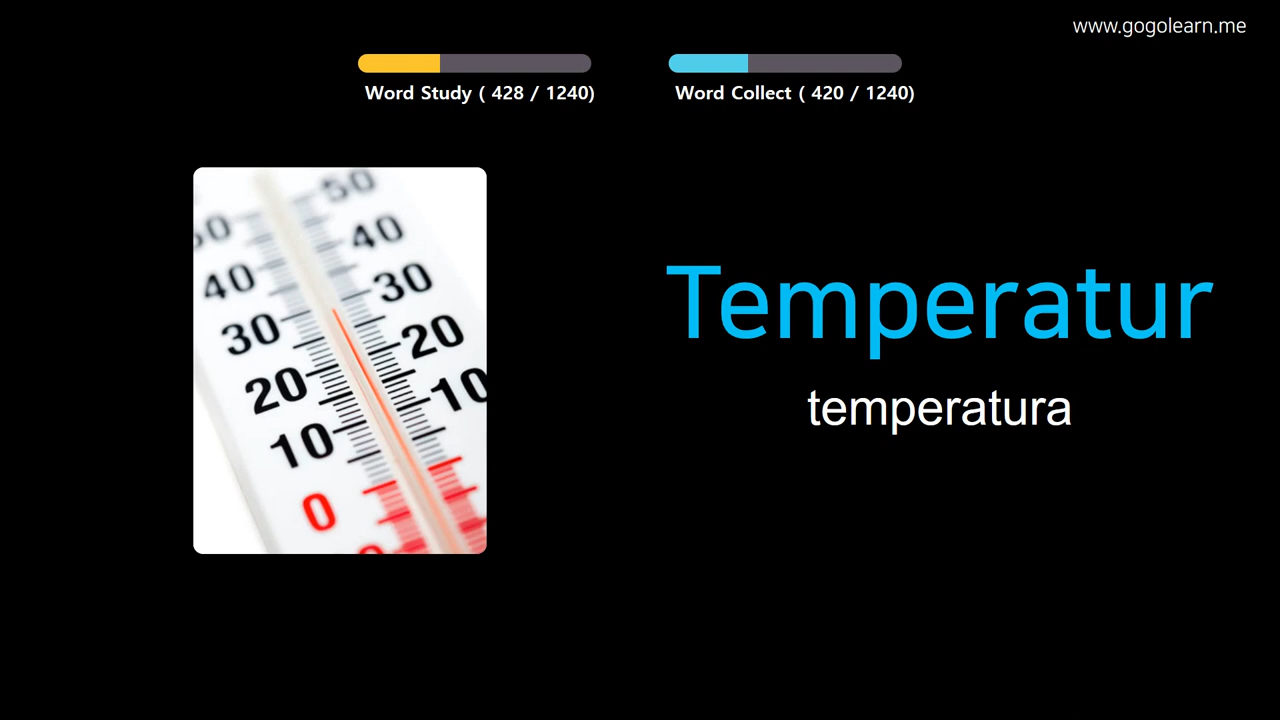 www.gogolearn.me
Word Study ( 428 / 1240)
Word Collect ( 420 / 1240)
50
50
40
40
30
30
20
20
10
10
0
Temperatur
temperatura